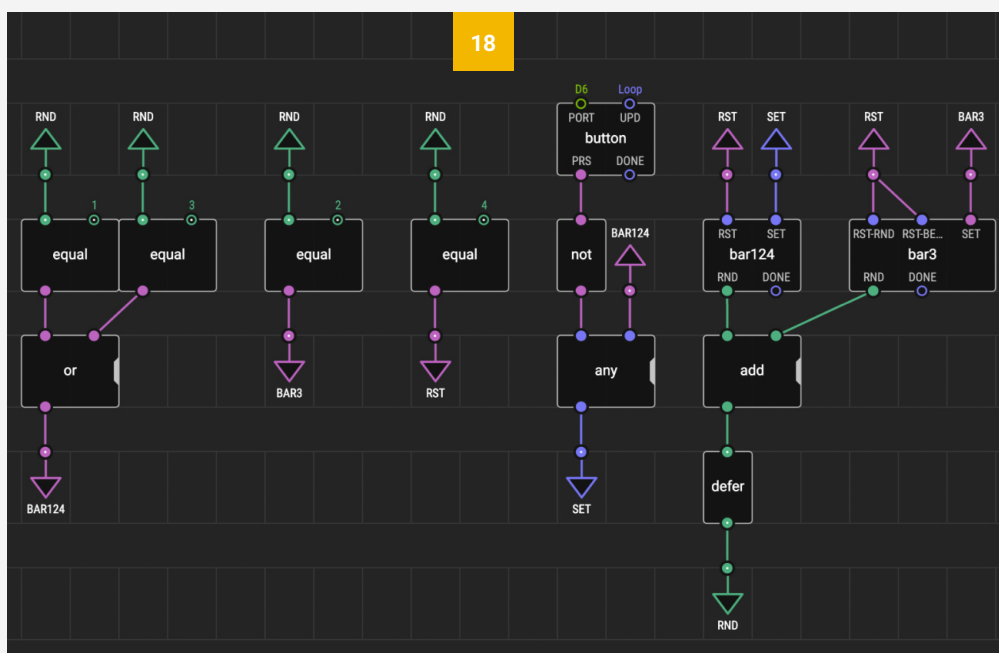 18
D6 Loop
RND RND RND RND PORT UPD RST SET RST BAR3
button
PRS DONE
1 3 2 4
BAR124 RST SET RST-RND RST-BE... SET
equal equal equal equal not bar124 bar3
RND DONE RND DONE
or any add
BAR3 RST
defer
BAR124 SET
RND